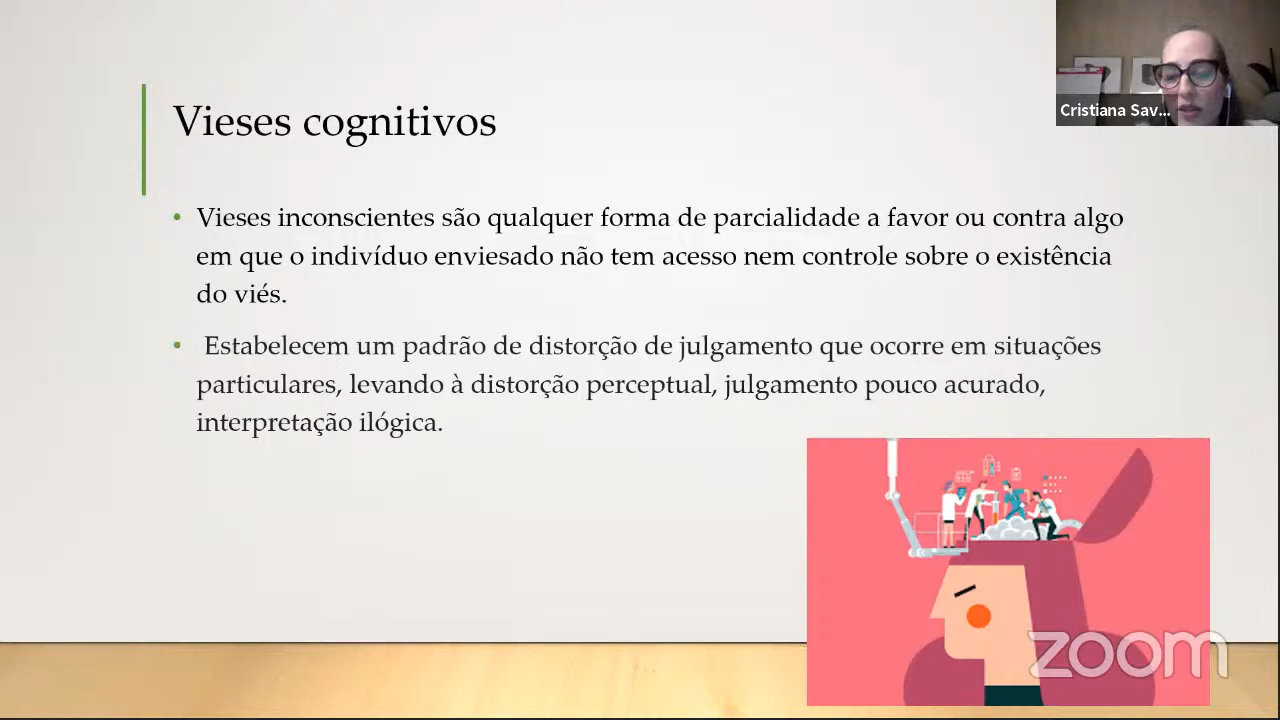 Vieses cognitivos
Cristiana Sav...
• Vieses inconscientes são qualquer forma de parcialidade a favor ou contra algo
em que o indivíduo enviesado não tem acesso nem controle sobre o existência
do viés.
• Estabelecem um padrão de distorção de julgamento que ocorre em situações
particulares, levando à distorção perceptual, julgamento pouco acurado,
interpretação ilógica.
zoom